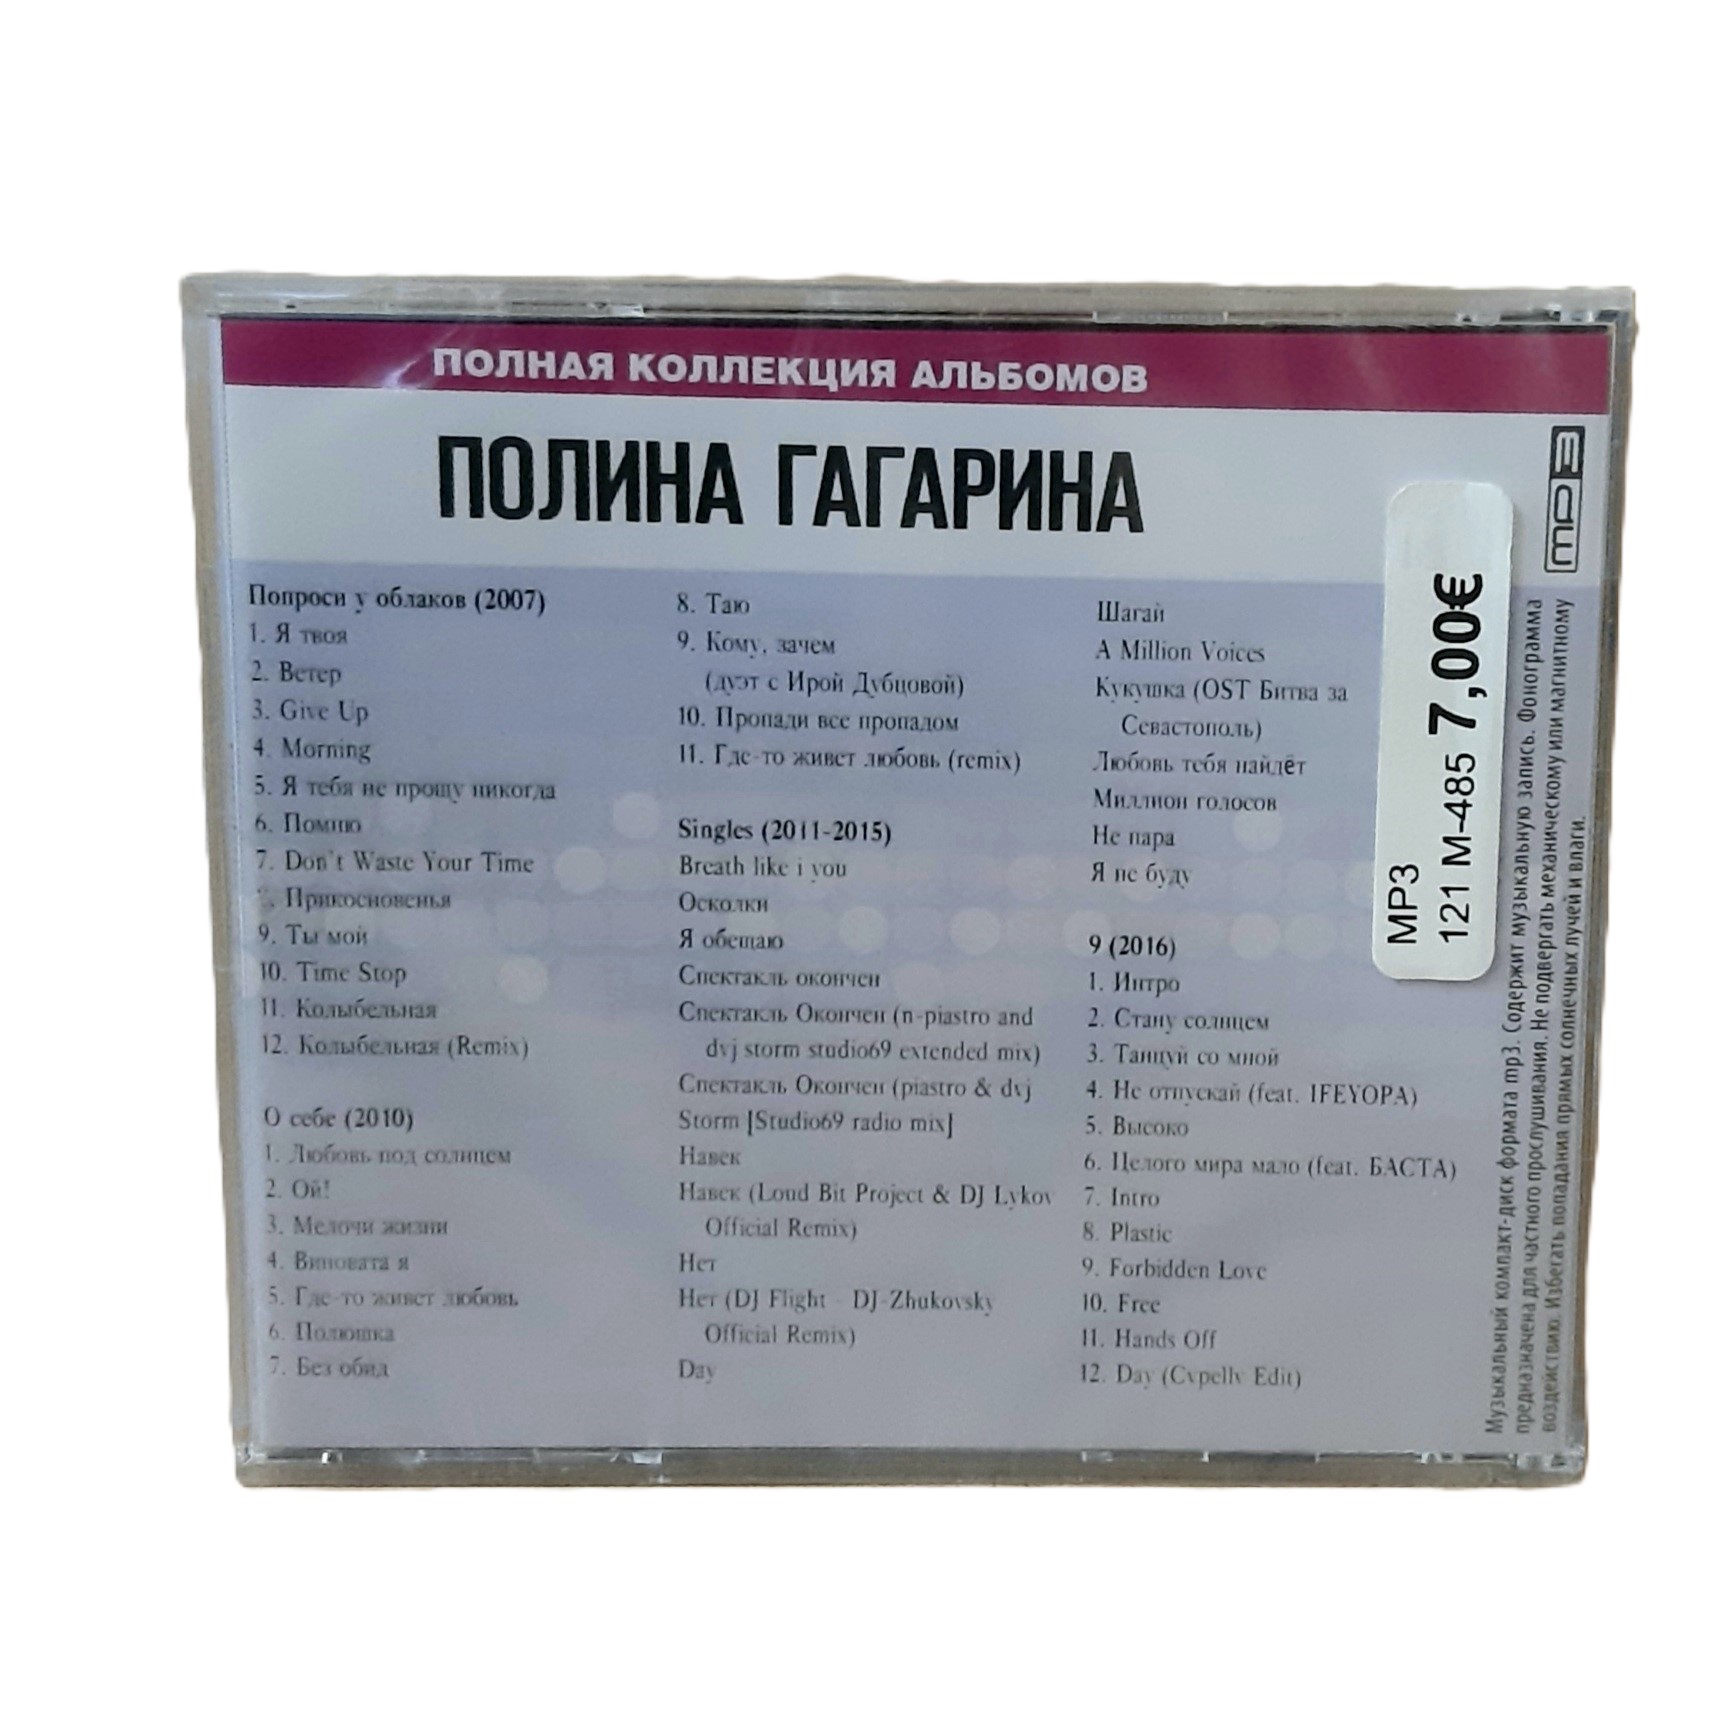 ПОЛНАЯ КОЛЛЕКЦИЯ АЛЬБОМОВ
ПОЛИНА ГАГАРИНА
Попроси у облаков (2007)
1. Я твоя
2. Ветер
3. Give Up
4. Morning
5. Я тебя не прощу никогда
6. Помню
7. Don't Waste Your Time
. Прикосновенья
9. Ты мой
10. Time Stop
11. Колыбельная
12. Колыбельная (Remix)
О себе (2010)
1. Любовь под солнцем
2. Ой!
3. Мелочи жизни
4. Виновата я
5. Где-то живет любовь
6. Полюшка
7. Без обид
8. Таю
9. Кому, зачем
(дуэт с Ирой Дубцовой)
10. Пропади все пропадом
11. Где-то живет любовь (remix)
Singles (2011-2015)
Breath like i you
Осколки
Я обещаю
Спектакль окончен
Спектакль Окончен (n-piastro and
dvj storm studio69 extended mix)
Спектакль Окончен (piastro & dvj
Storm [Studio69 radio mix]
Навек
Навек (Loud Bit Project & DJ Lykov
Official Remix)
Нет
Нет (DJ Flight - DJ-Zhukovsky
Official Remix)
Day
Шагай
A Million Voices
Кукушка (OST Битва за
Севастополь)
Любовь тебя найдёт
Миллион голосов
Не пара
Я не буду
9 (2016)
1. Интро
2. Стану солнцем
3. Танцуй со мной
4. Не отпускай (feat. IFEYOPA)
5. Высоко
6. Целого мира мало (feat. БАСТА)
7. Intro
8. Plastic
9. Forbidden Love
10. Free
11. Hands Off
12. Day (Cvpellv Edit)
MP3
121 M-485 7,00€
mp3
Музыкальный компакт-диск формата mp3. Содержит музыкальную запись. Фонограмма
предназначена для частного прослушивания. Не подвергать механическому или магнитному
воздействию. Избегать попадания прямых солнечных лучей и влаги.